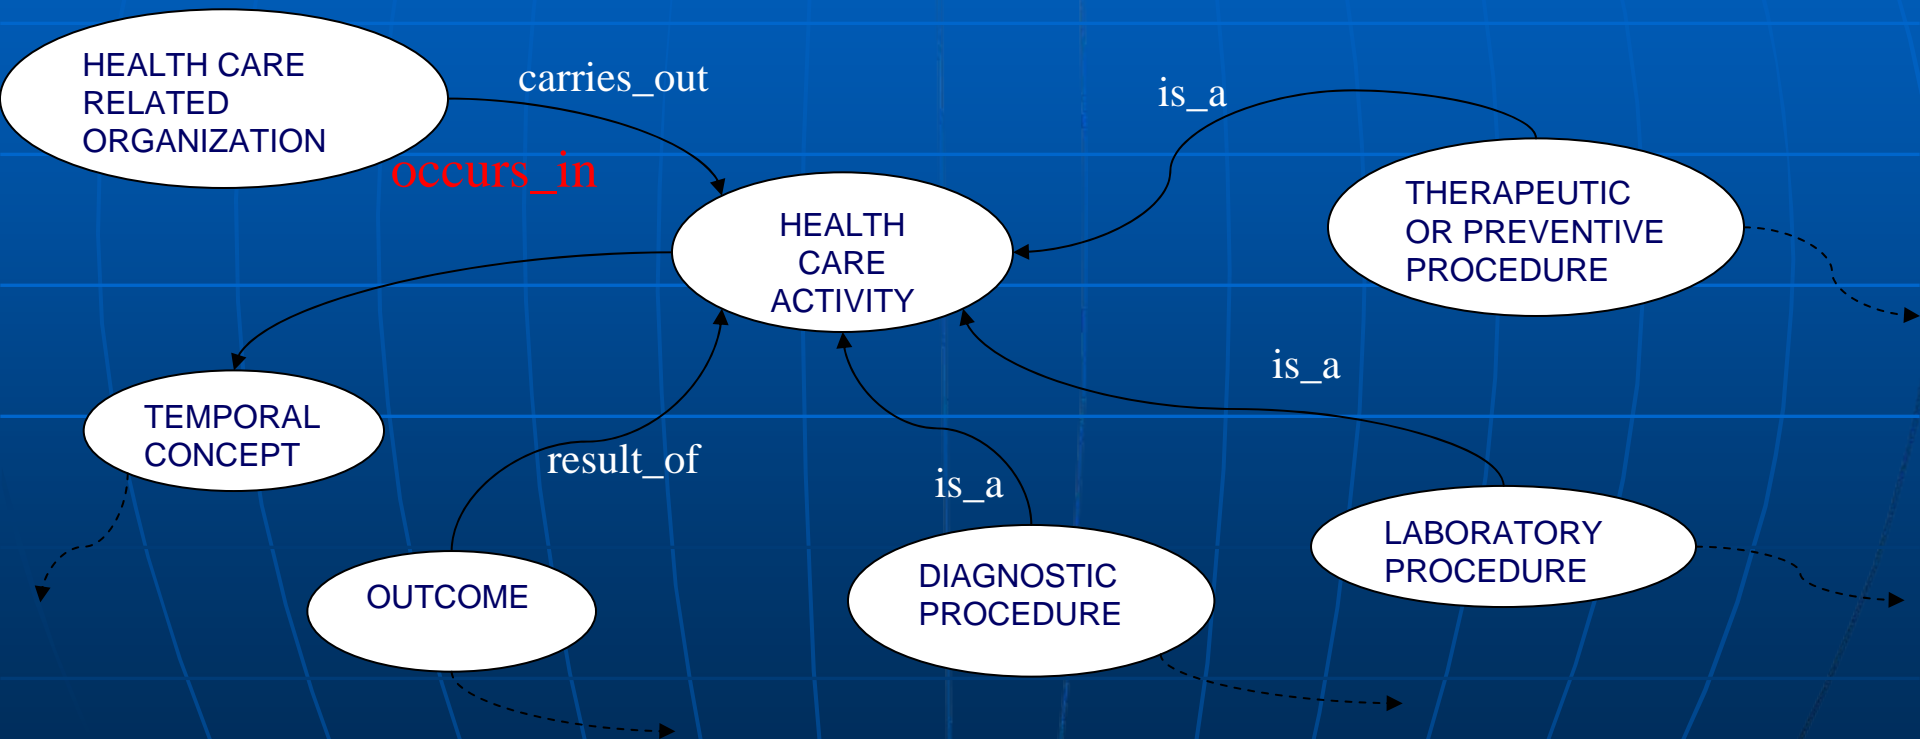 HEALTH CARE
RELATED
ORGANIZATION
carries_out
is_a
occurs_in
HEALTH
CARE
ACTIVITY
THERAPEUTIC
OR PREVENTIVE
PROCEDURE
is_a
TEMPORAL
CONCEPT
result_of
is_a
LABORATORY
PROCEDURE
OUTCOME
DIAGNOSTIC
PROCEDURE